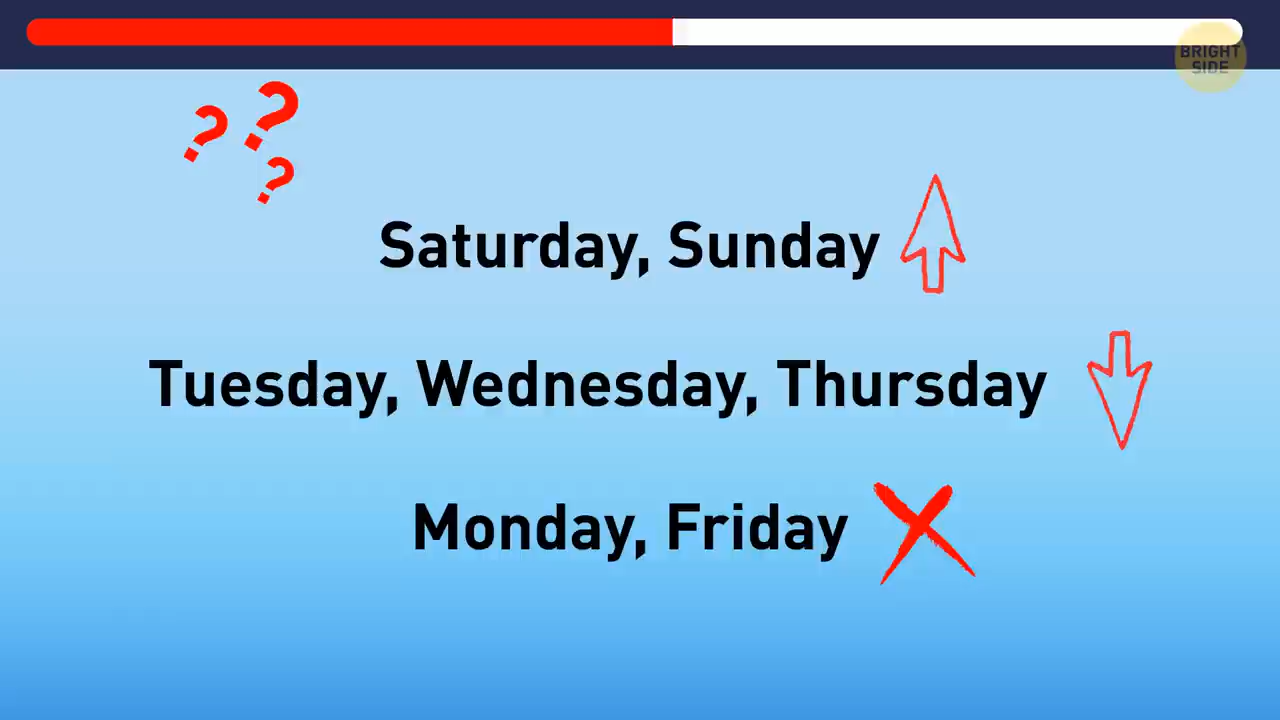 BRIGHT
SIDE
???
Saturday, Sunday
Tuesday, Wednesday, Thursday
Monday, Friday